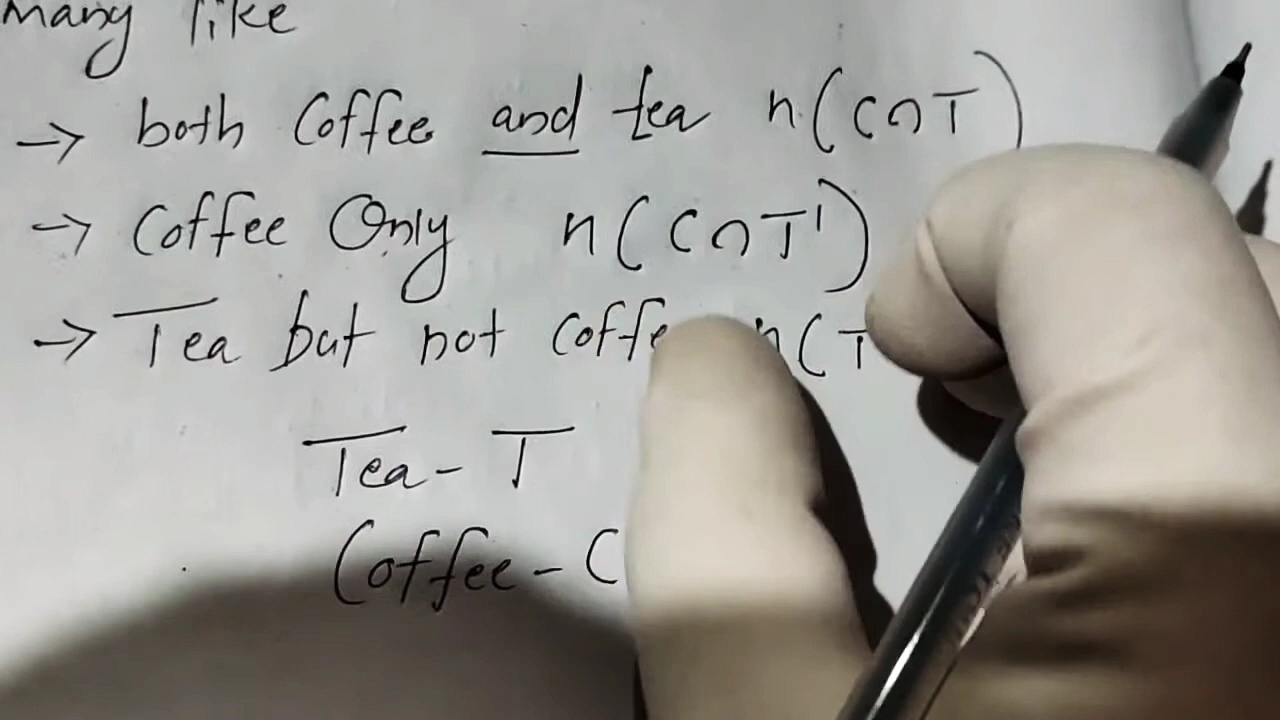 many like
-> both Coffee and tea n(C∩T)
-> Coffee Only n(C∩T')
-> Tea but not coffe n(T
Tea - T
Coffee - C